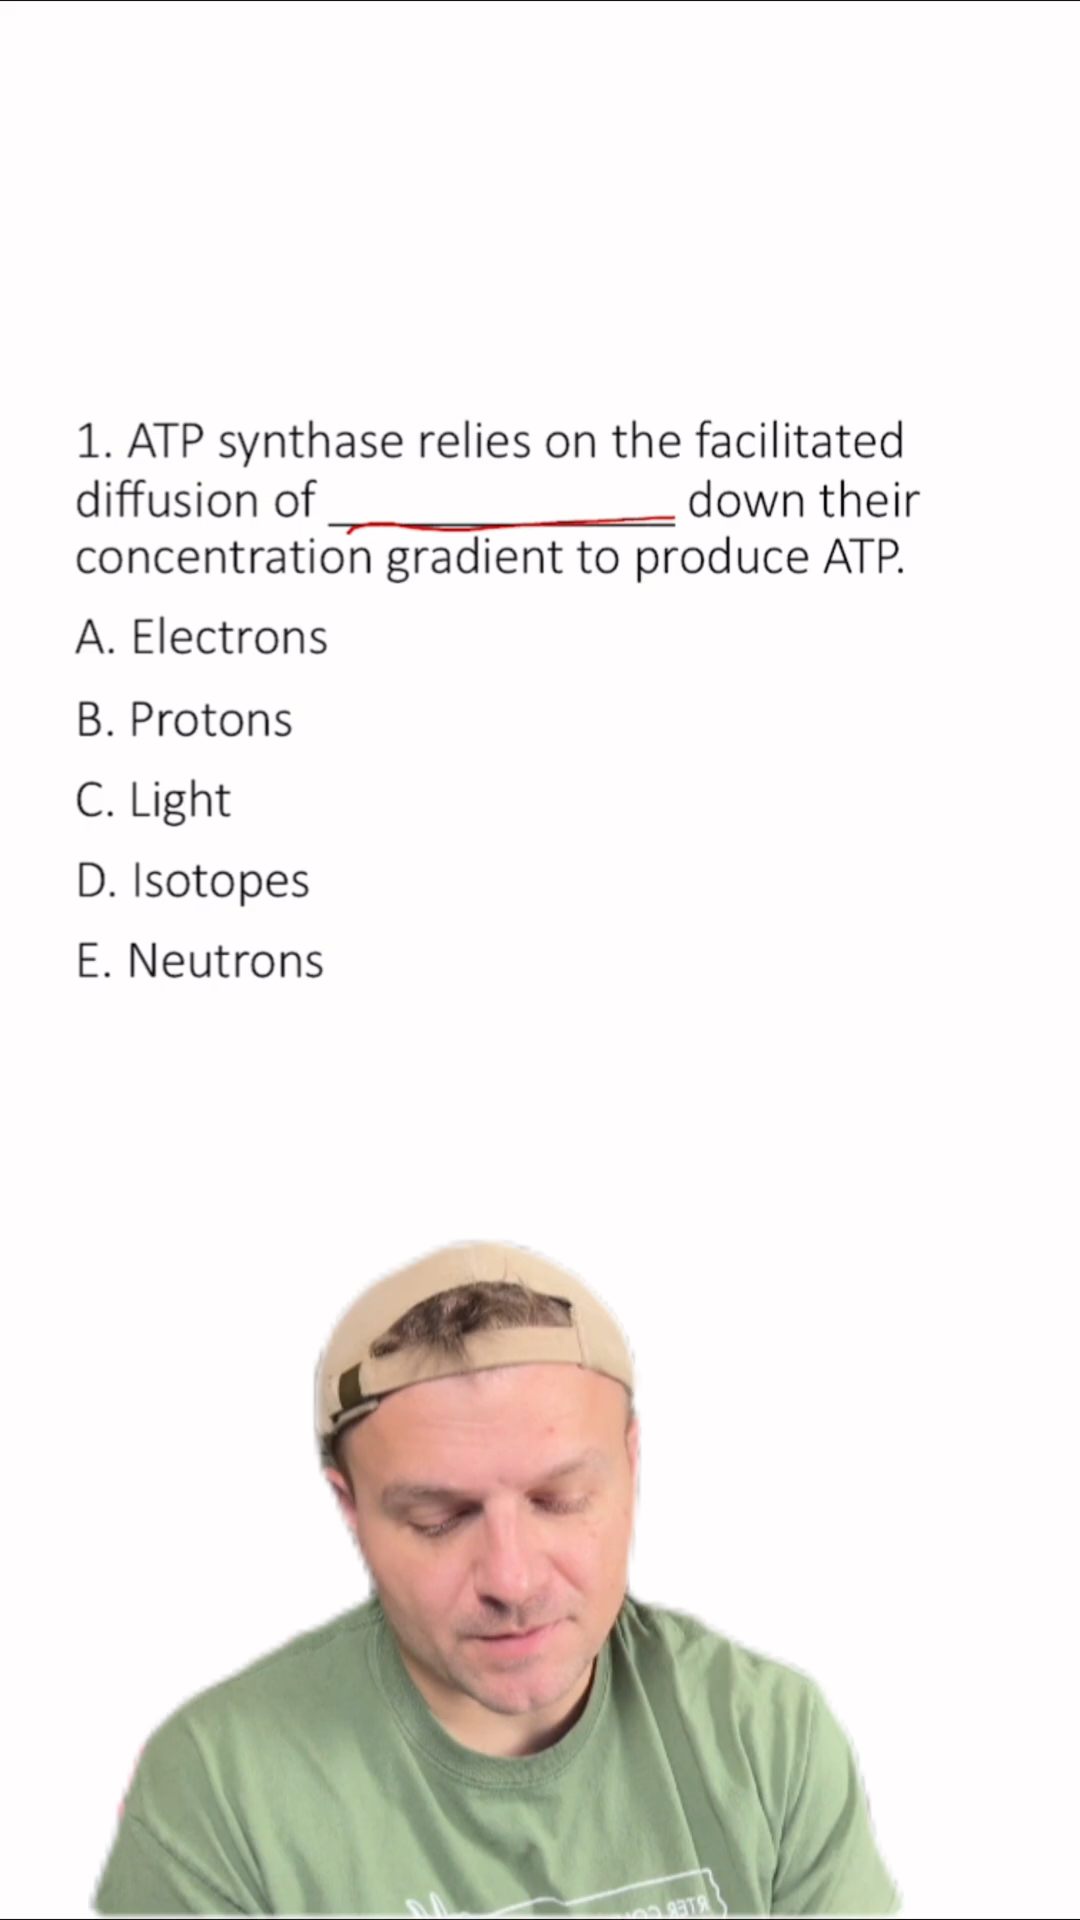 1. ATP synthase relies on the facilitated
diffusion of ______________ down their
concentration gradient to produce ATP.
A. Electrons
B. Protons
C. Light
D. Isotopes
E. Neutrons